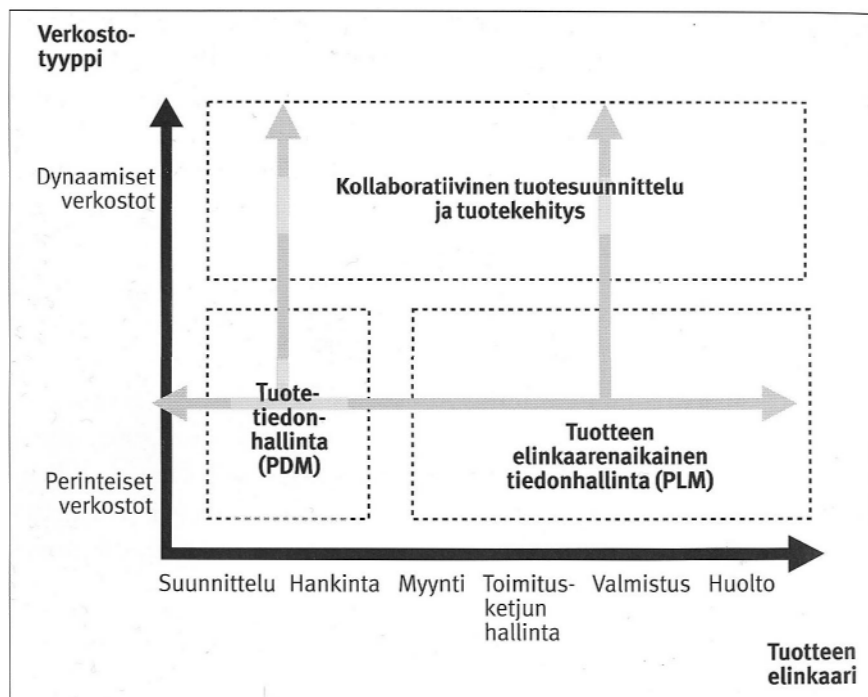 Verkosto-
tyyppi
Dynaamiset
verkostot
Kollaboratiivinen tuotesuunnittelu
ja tuotekehitys
Tuote-
tiedon-
hallinta
(PDM)
Tuotteen
elinkaarenaikainen
tiedonhallinta (PLM)
Perinteiset
verkostot
Suunnittelu Hankinta Myynti Toimitus- Valmistus Huolto
ketjun
hallinta
Tuotteen
elinkaari